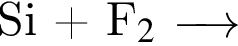 Si + F₂ ⟶